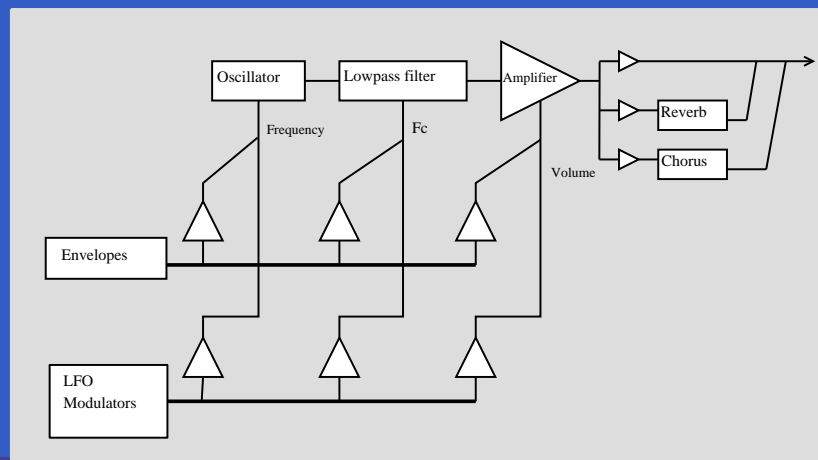 Oscillator
Lowpass filter
Amplifier
Reverb
Frequency
Fc
Chorus
Volume
Envelopes
LFO
Modulators